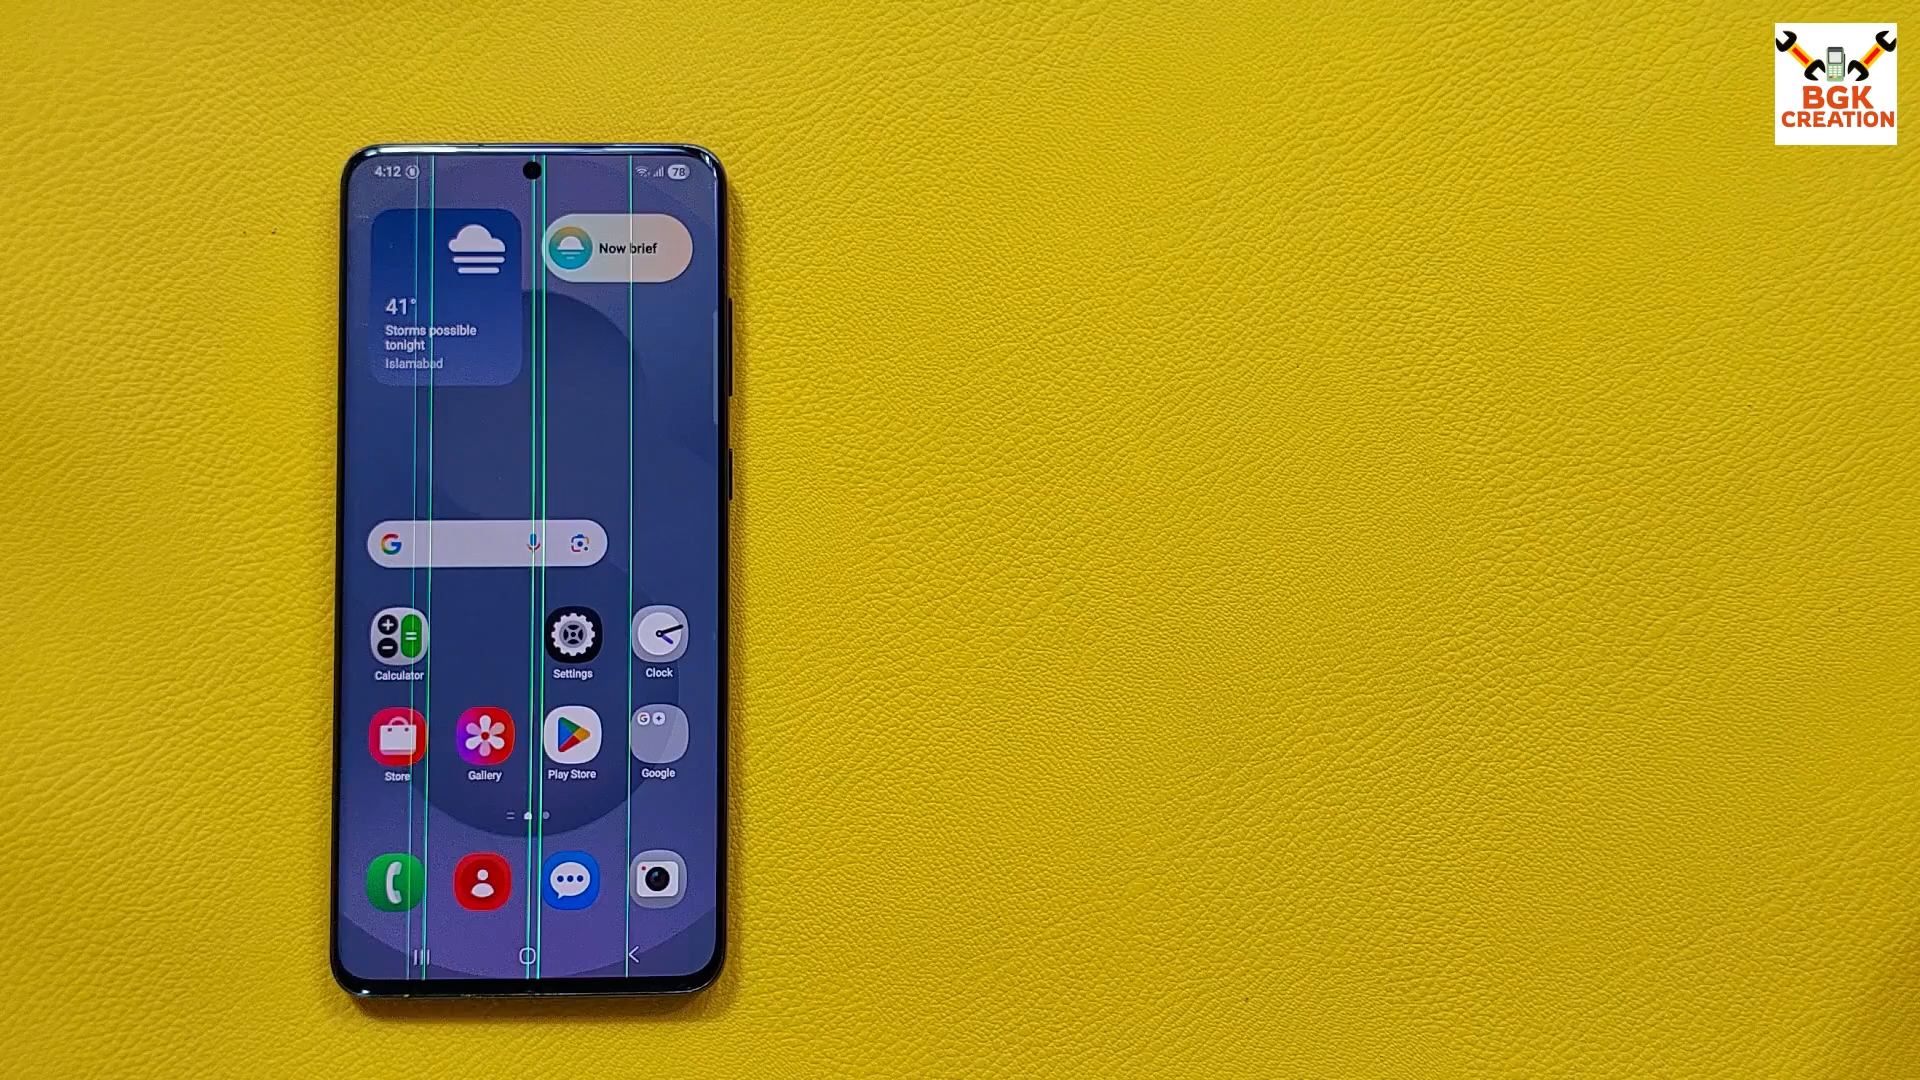 4:12
78
Now brief
41°
Storms possible
tonight
Islamabad
Calculator
Settings
Clock
Store
Gallery
Play Store
Google
BGK
CREATION